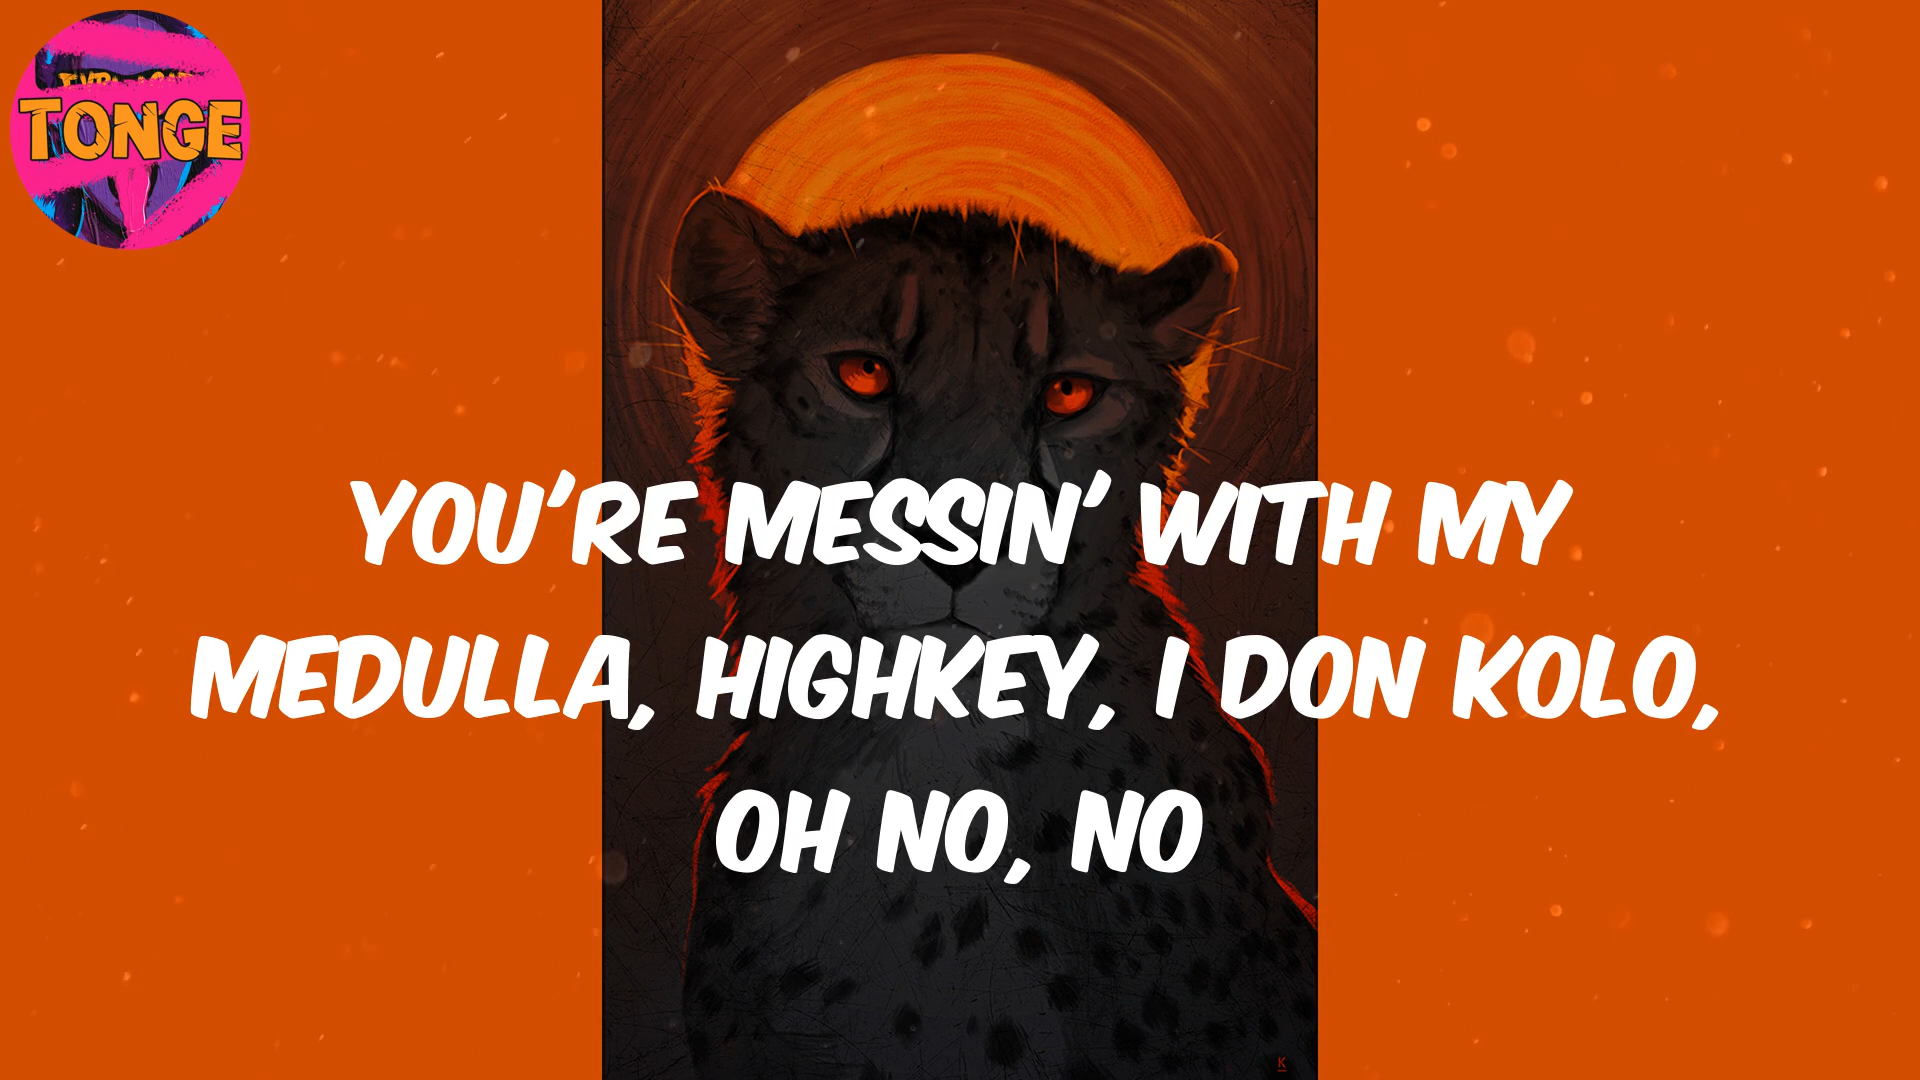 TONGE
YOU'RE MESSIN' WITH MY
MEDULLA, HIGHKEY, I DON KOLO,
OH NO, NO
K